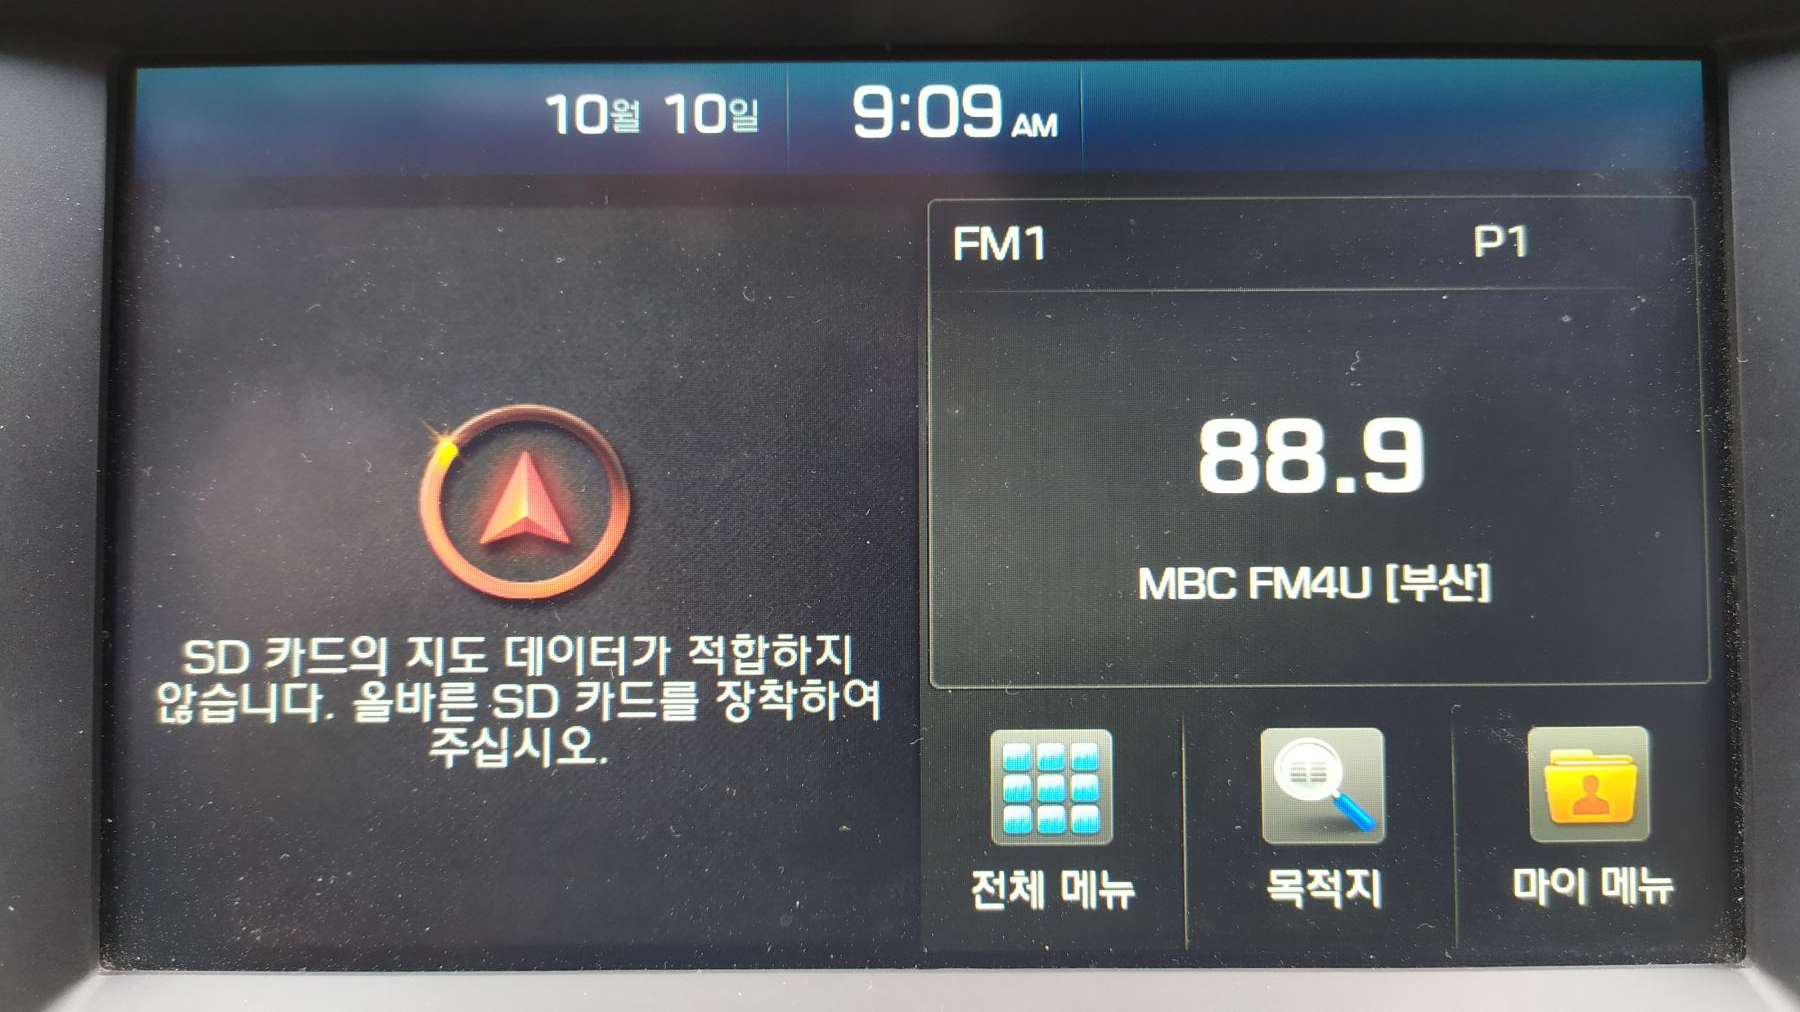 10월 10일
9:09 AM
SD 카드의 지도 데이터가 적합하지
않습니다. 올바른 SD 카드를 장착하여
주십시오.
FM1
P1
88.9
MBC FM4U [부산]
전체 메뉴
목적지
마이 메뉴